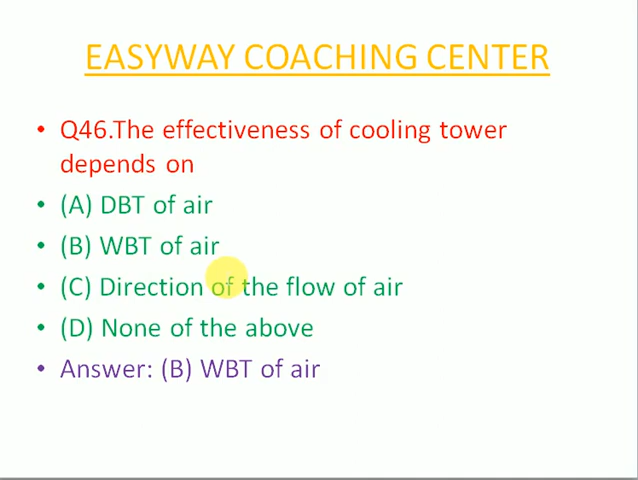 EASYWAY COACHING CENTER
• Q46.The effectiveness of cooling tower
depends on
• (A) DBT of air
• (B) WBT of air
• (C) Direction of the flow of air
• (D) None of the above
• Answer: (B) WBT of air